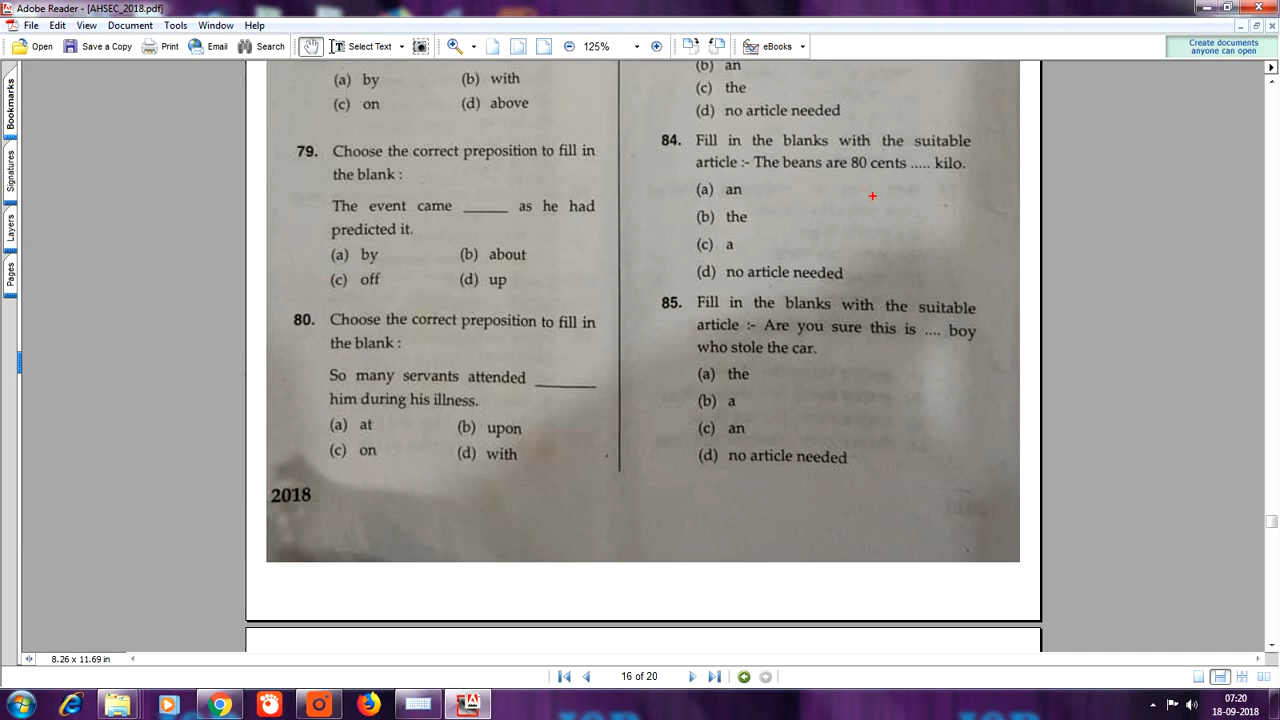 Adobe Reader - [AHSEC_2018.pdf]
File Edit View Document Tools Window Help
Open Save a Copy Print Email Search Select Text 125% eBooks
Create documents
anyone can open
Bookmarks
Signatures
Layers
Pages
(a) by (b) with
(c) on (d) above
79. Choose the correct preposition to fill in
the blank :
The event came ______ as he had
predicted it.
(a) by (b) about
(c) off (d) up
80. Choose the correct preposition to fill in
the blank :
So many servants attended ________
him during his illness.
(a) at (b) upon
(c) on (d) with
2018
(b) an
(c) the
(d) no article needed
84. Fill in the blanks with the suitable
article :- The beans are 80 cents ..... kilo.
(a) an
(b) the
(c) a
(d) no article needed
85. Fill in the blanks with the suitable
article :- Are you sure this is .... boy
who stole the car.
(a) the
(b) a
(c) an
(d) no article needed
8.26 x 11.69 in
16 of 20
07:20
18-09-2018